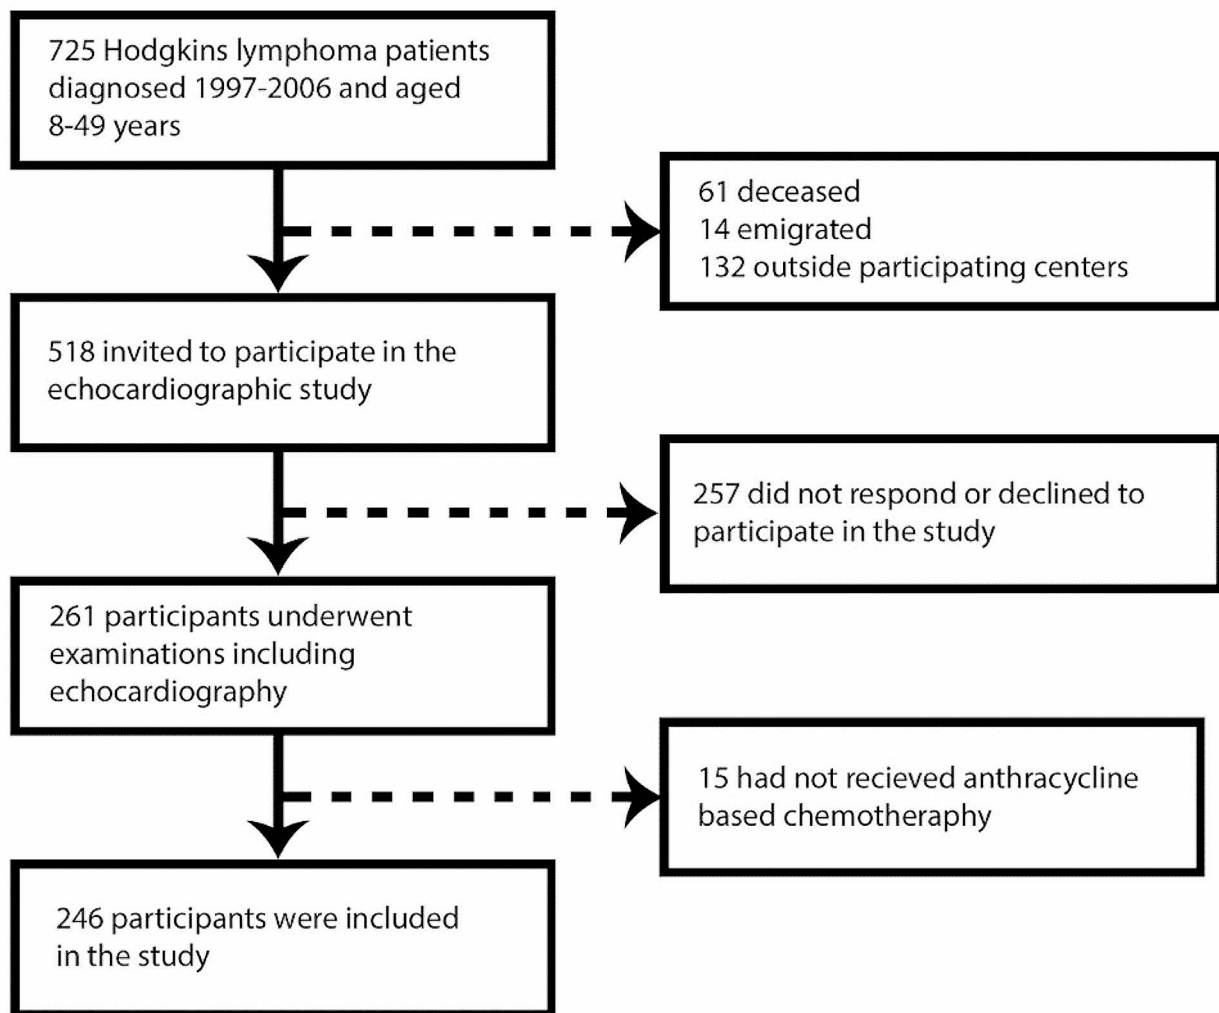 725 Hodgkins lymphoma patients
diagnosed 1997-2006 and aged
8-49 years
61 deceased
14 emigrated
132 outside participating centers
518 invited to participate in the
echocardiographic study
257 did not respond or declined to
participate in the study
261 participants underwent
examinations including
echocardiography
15 had not recieved anthracycline
based chemotheraphy
246 participants were included
in the study